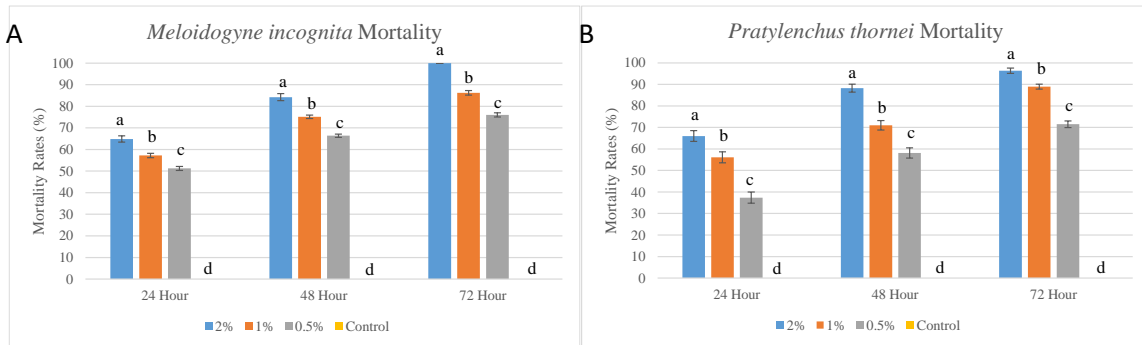 A
Meloidogyne incognita Mortality
Mortality Rates (%)
100
90
80
70
60
50
40
30
20
10
0
a
b
c
d
a
b
c
d
a
b
c
d
24 Hour
48 Hour
72 Hour
2% 1% 0.5% Control
B
Pratylenchus thornei Mortality
Mortality Rates (%)
100
90
80
70
60
50
40
30
20
10
0
a
b
c
d
a
b
c
d
a
b
c
d
24 Hour
48 Hour
72 Hour
2% 1% 0.5% Control